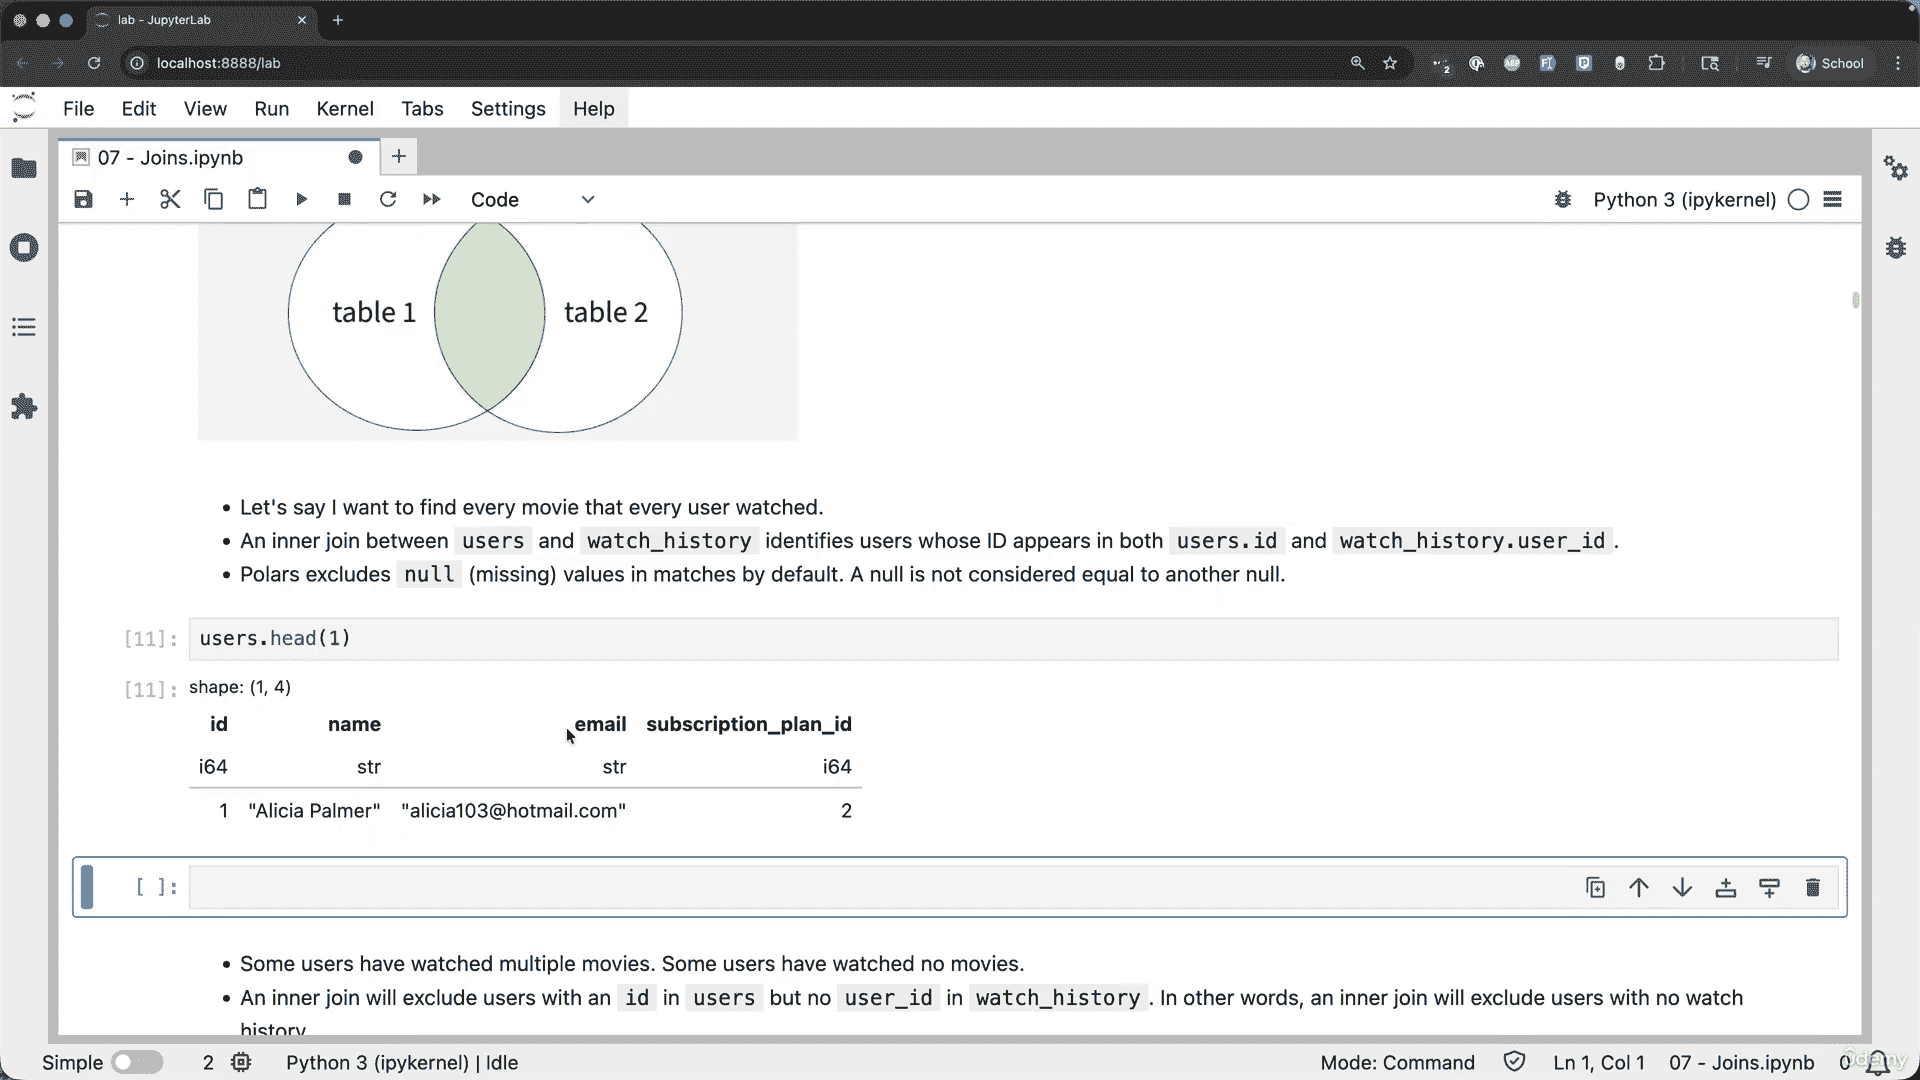 lab - JupyterLab
localhost:8888/lab
2
ABP
School
File Edit View Run Kernel Tabs Settings Help
07 - Joins.ipynb
Code
Python 3 (ipykernel)
table 1
table 2
• Let's say I want to find every movie that every user watched.
• An inner join between users and watch_history identifies users whose ID appears in both users.id and watch_history.user_id .
• Polars excludes null (missing) values in matches by default. A null is not considered equal to another null.
[11]: users.head(1)
[11]: shape: (1, 4)
id name email subscription_plan_id
i64 str str i64
1 "Alicia Palmer" "alicia103@hotmail.com" 2
[ ]:
• Some users have watched multiple movies. Some users have watched no movies.
• An inner join will exclude users with an id in users but no user_id in watch_history . In other words, an inner join will exclude users with no watch
history.
Simple 2 Python 3 (ipykernel) | Idle Mode: Command Ln 1, Col 1 07 - Joins.ipynb 0
udemy